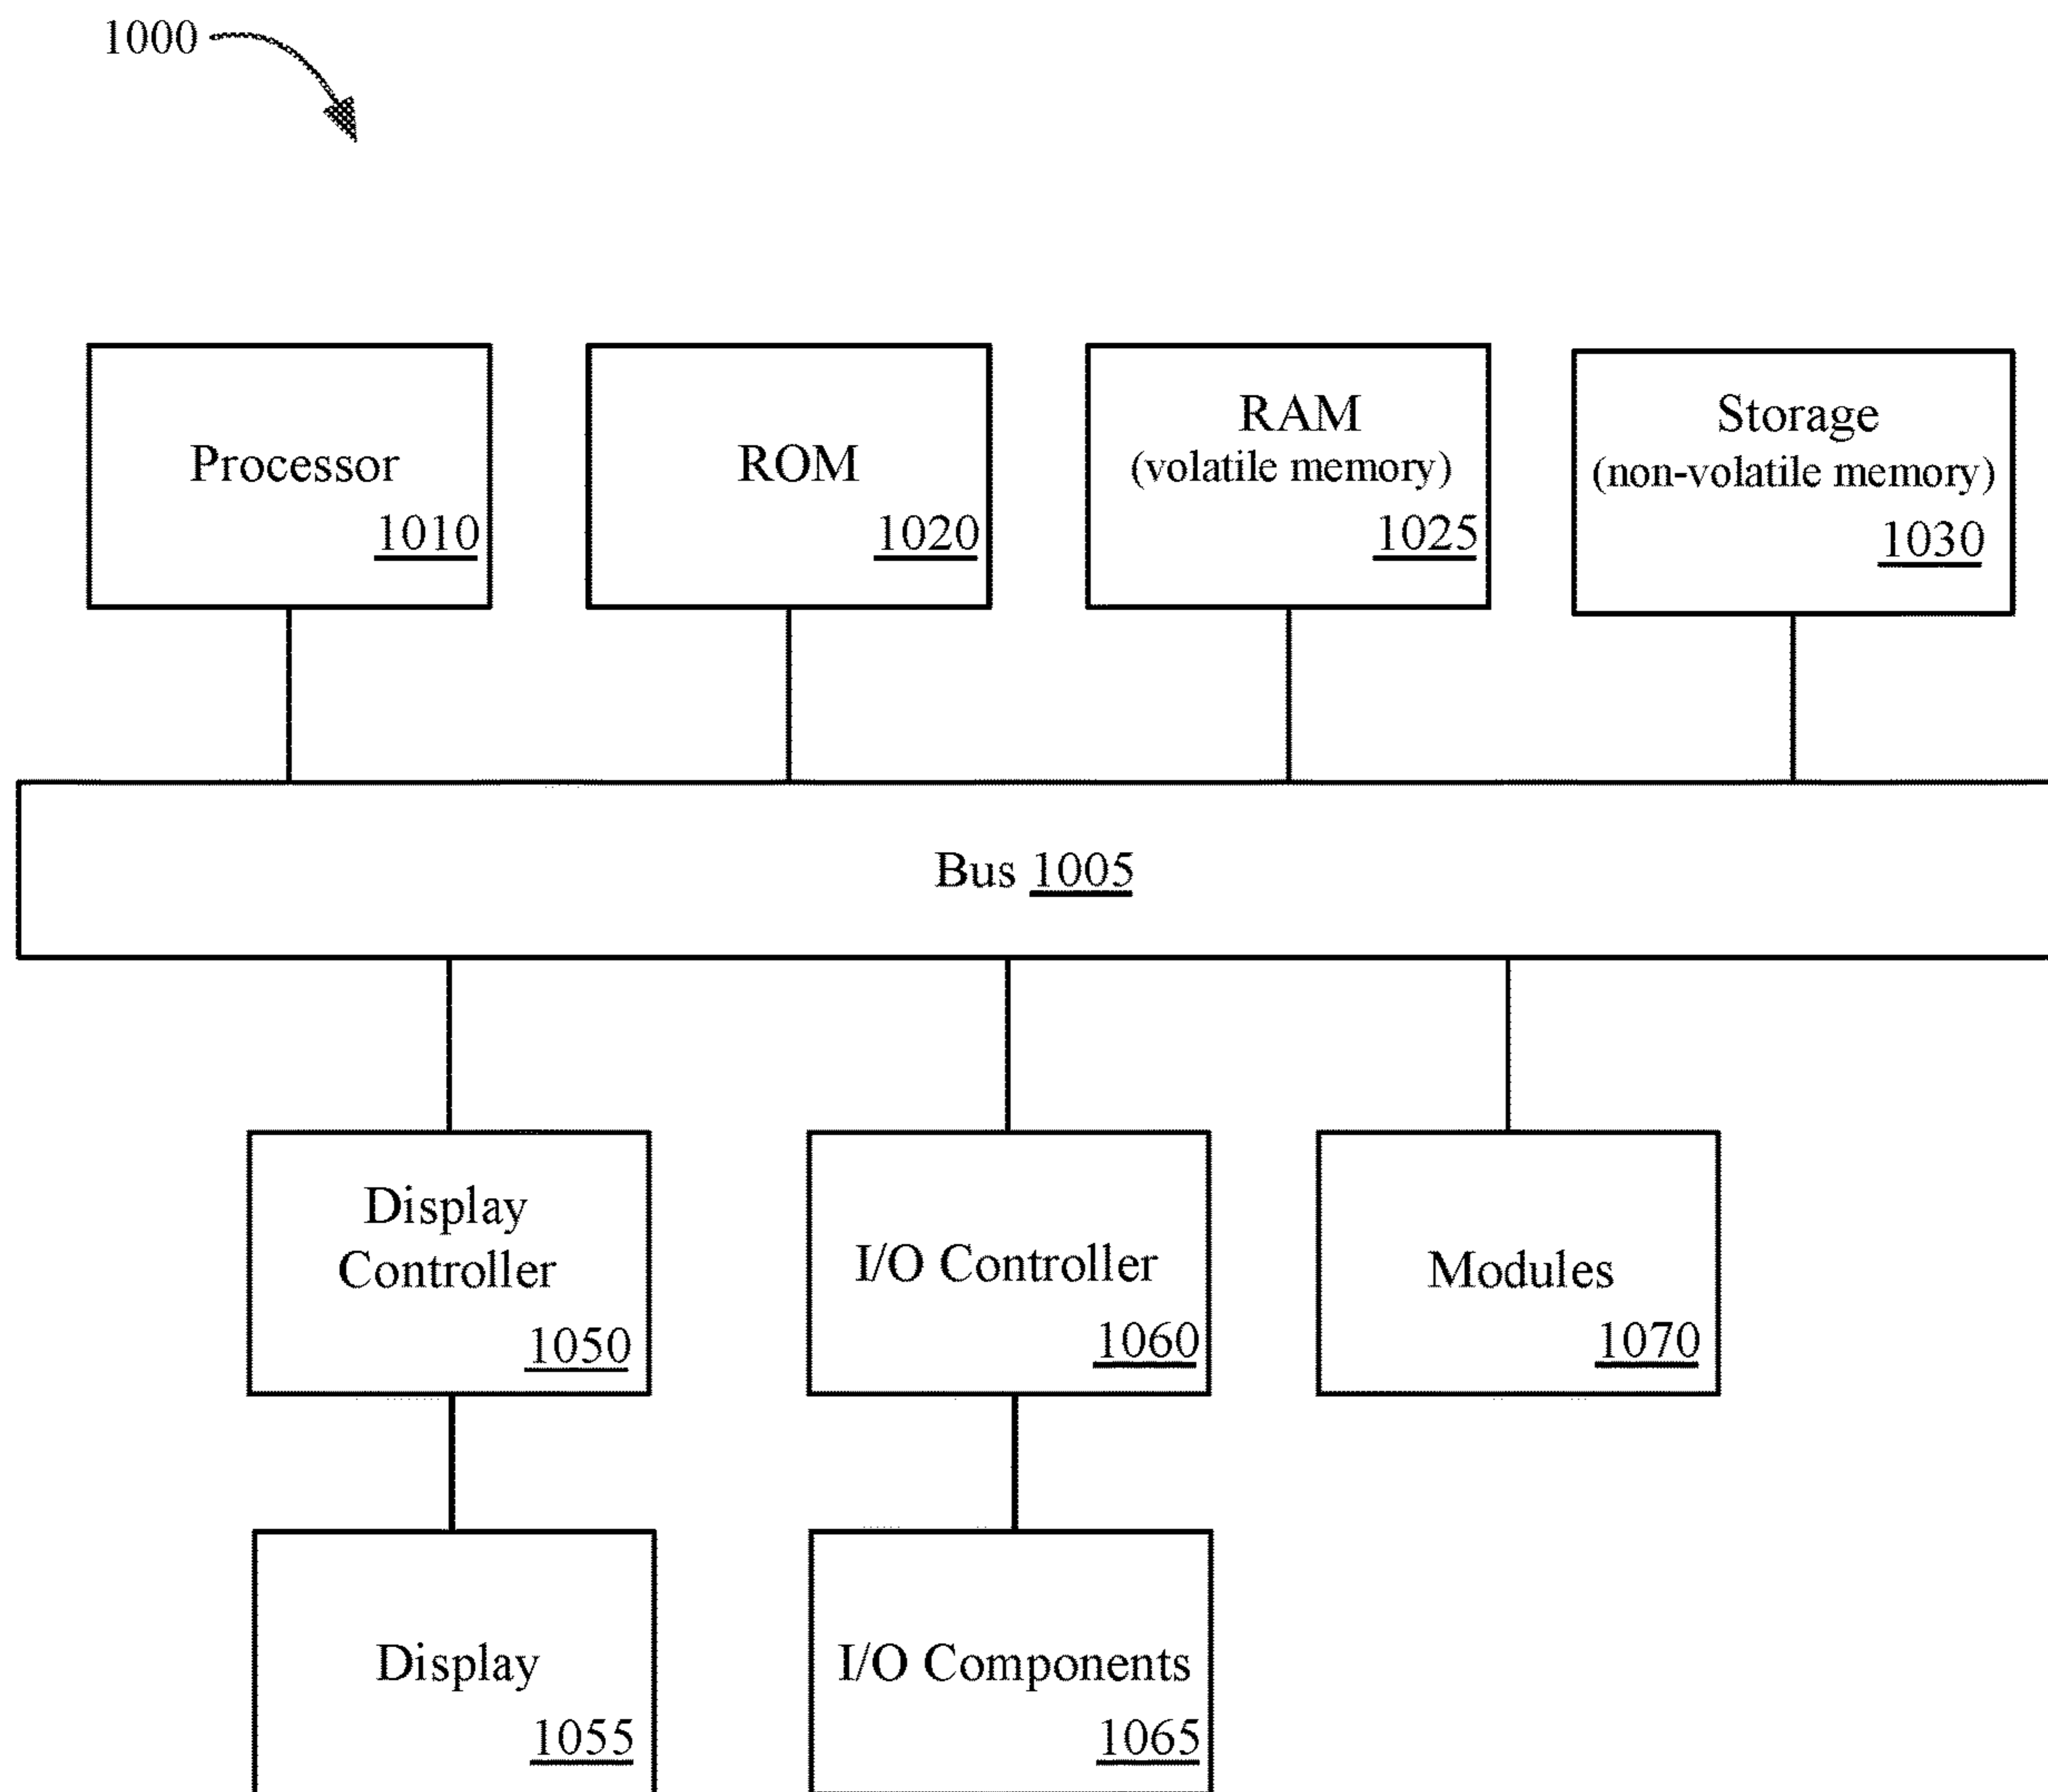 1000
Processor
1010
ROM
1020
RAM
(volatile memory)
1025
Storage
(non-volatile memory)
1030
Bus 1005
Display
Controller
1050
I/O Controller
1060
Modules
1070
Display
1055
I/O Components
1065